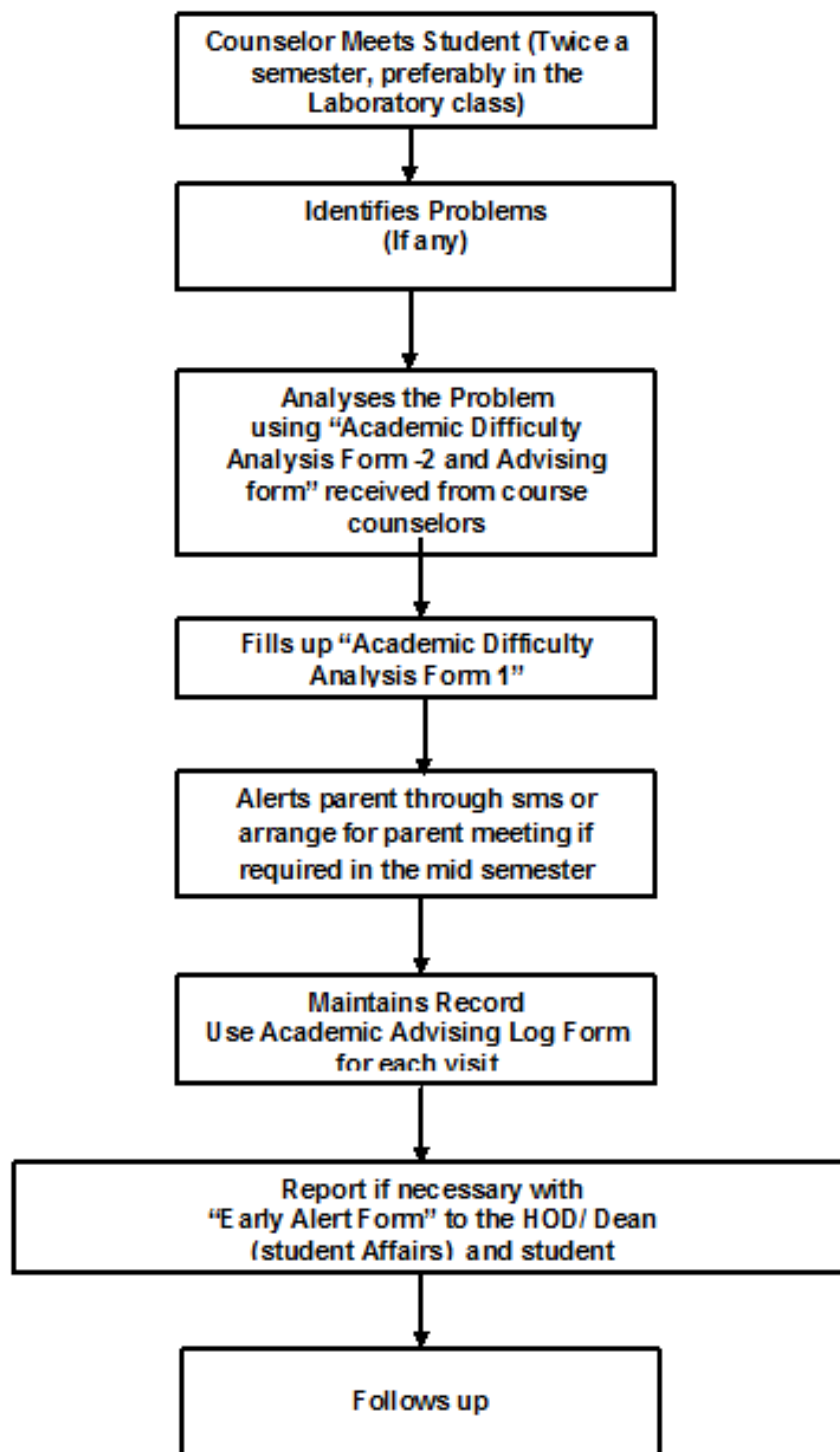 Counselor Meets Student (Twice a
semester, preferably in the
Laboratory class)
Identifies Problems
(If any)
Analyses the Problem
using “Academic Difficulty
Analysis Form -2 and Advising
form” received from course
counselors
Fills up “Academic Difficulty
Analysis Form 1”
Alerts parent through sms or
arrange for parent meeting if
required in the mid semester
Maintains Record
Use Academic Advising Log Form
for each visit
Report if necessary with
“Early Alert Form” to the HOD/ Dean
(student Affairs) and student
Follows up